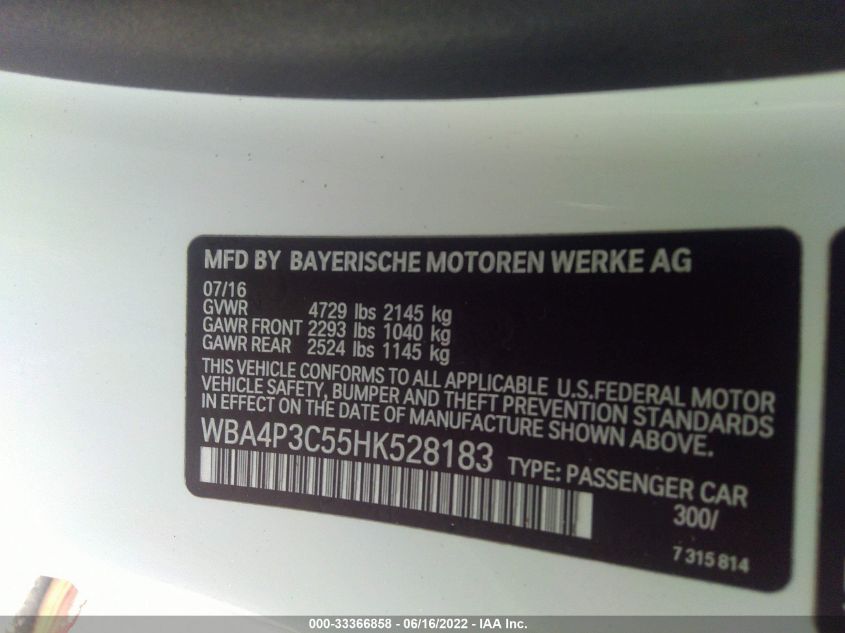 MFD BY BAYERISCHE MOTOREN WERKE AG
07/16
GVWR 4729 lbs 2145 kg
GAWR FRONT 2293 lbs 1040 kg
GAWR REAR 2524 lbs 1145 kg
THIS VEHICLE CONFORMS TO ALL APPLICABLE U.S.FEDERAL MOTOR
VEHICLE SAFETY, BUMPER AND THEFT PREVENTION STANDARDS
IN EFFECT ON THE DATE OF MANUFACTURE SHOWN ABOVE.
WBA4P3C55HK528183 TYPE: PASSENGER CAR
300/
7 315 814
000-33366858 - 06/16/2022 - IAA Inc.